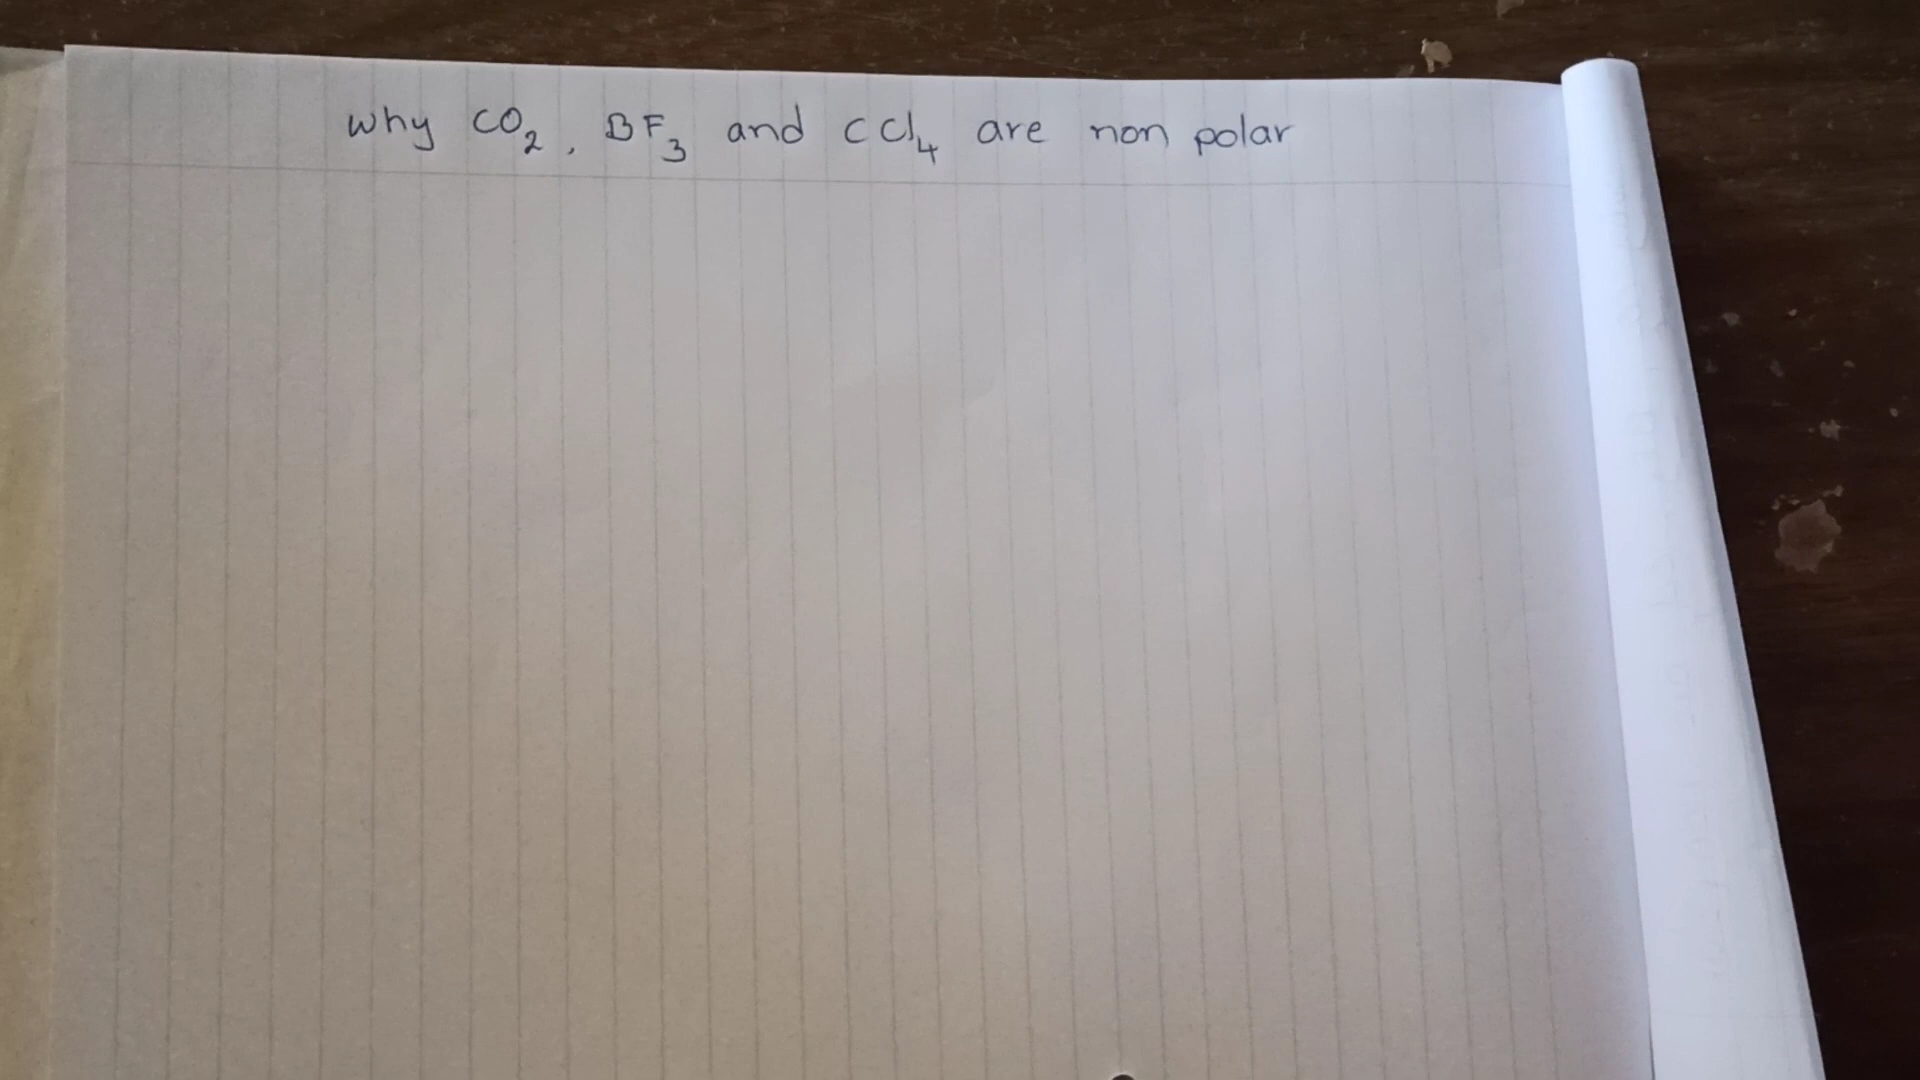 why CO₂, BF₃ and CCl₄ are non polar